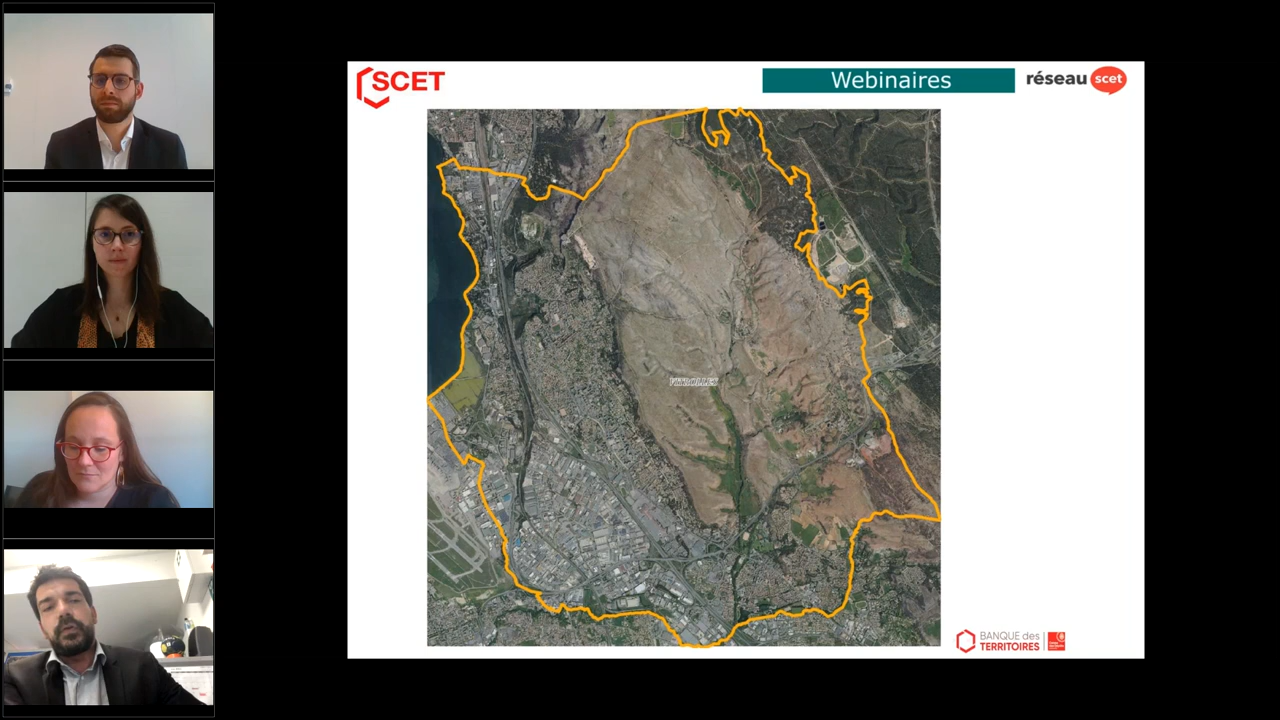 SCET
Webinaires
réseau scet
VITROLLES
BANQUE des
TERRITOIRES